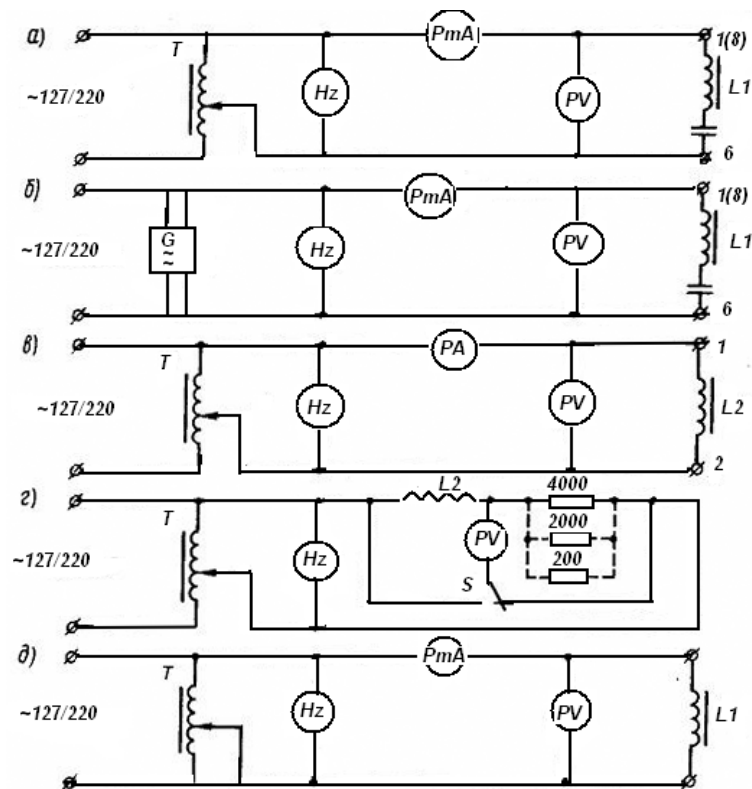 а)
T
~127/220
Hz
PmA
PV
1(8)
L1
6
б)
~127/220
G
~
Hz
PmA
PV
1(8)
L1
6
в)
T
~127/220
Hz
PA
PV
1
L2
2
г)
T
~127/220
Hz
L2
PV
S
4000
2000
200
д)
T
~127/220
Hz
PmA
PV
L1